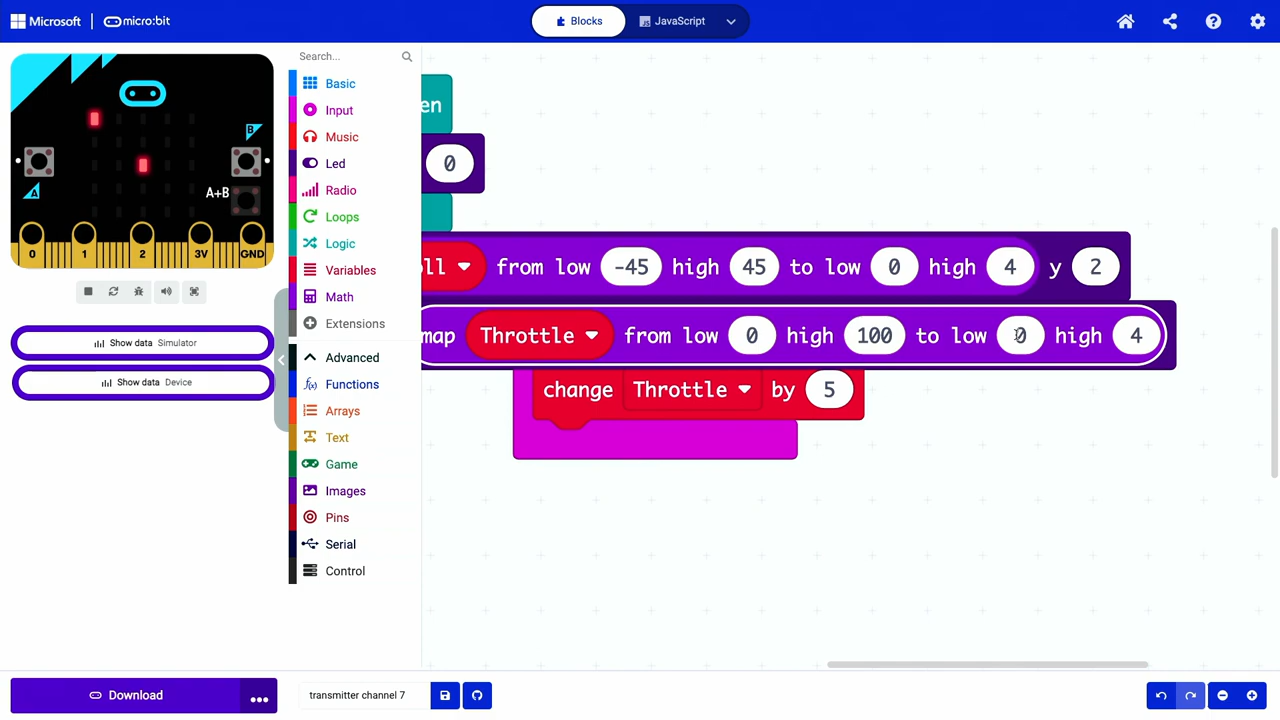 Microsoft micro:bit Blocks JavaScript
Search...
Basic
Input
Music
Led
Radio
Loops
Logic
Variables
Math
Extensions
Advanced
Functions
Arrays
Text
Game
Images
Pins
Serial
Control
B
A
A+B
0 1 2 3V GND
Show data Simulator
Show data Device
en
0
ll from low -45 high 45 to low 0 high 4 y 2
map Throttle from low 0 high 100 to low 0 high 4
change Throttle by 5
Download ... transmitter channel 7